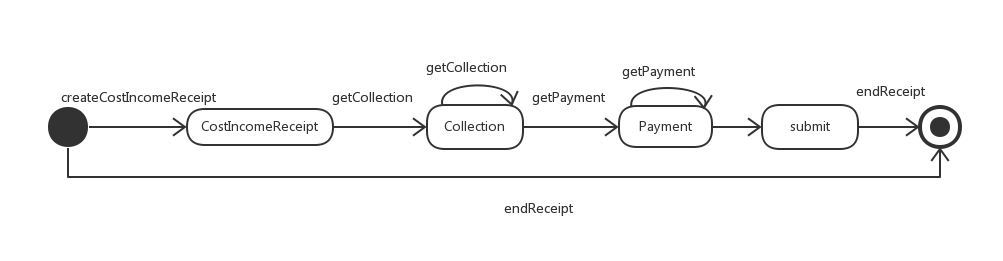 createCostIncomeReceipt
CostIncomeReceipt
getCollection
getCollection
Collection
getPayment
getPayment
Payment
submit
endReceipt
endReceipt